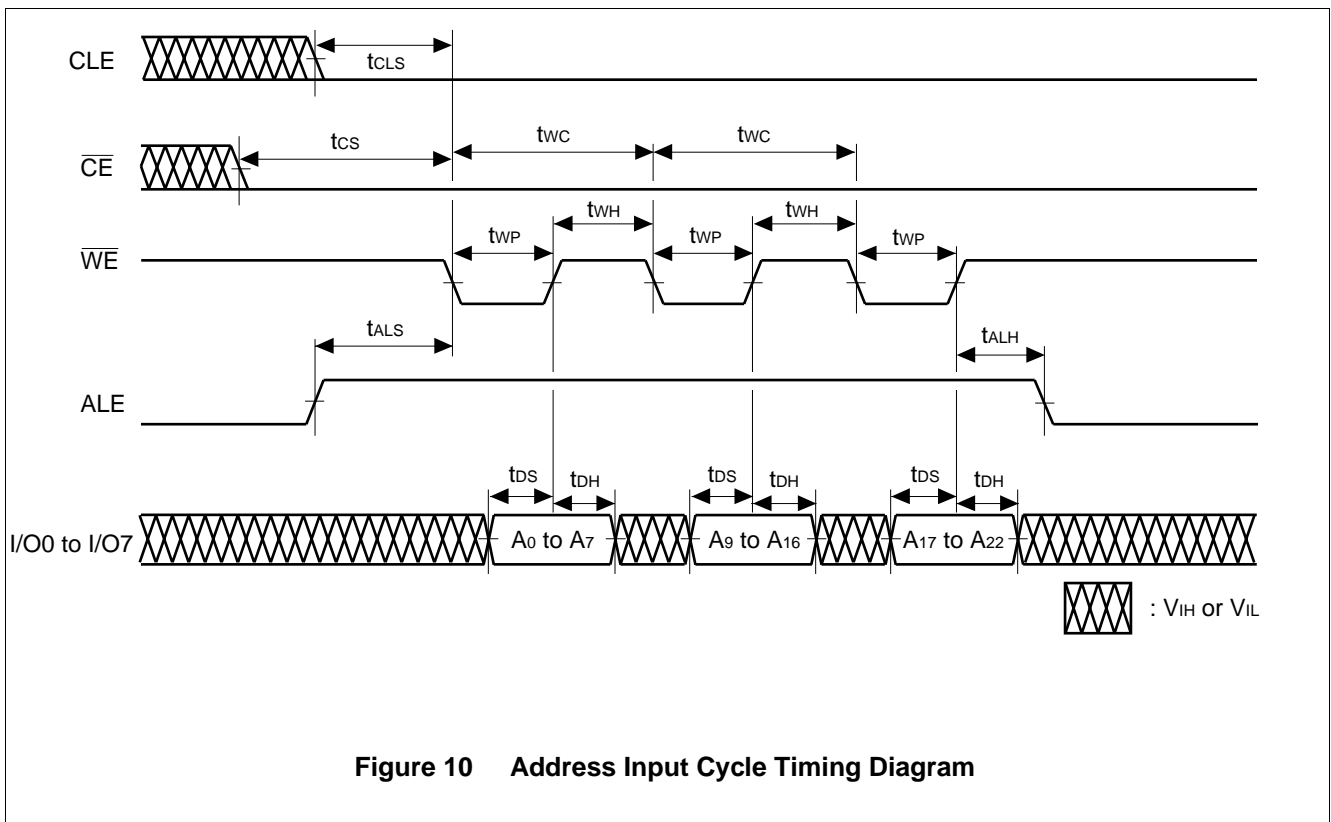 CLE
tCLS
CE
tCS
tWC
tWC
WE
tWP
tWH
tWP
tWH
tWP
tALS
tALH
ALE
tDS
tDH
tDS
tDH
tDS
tDH
I/O0 to I/O7
A0 to A7
A9 to A16
A17 to A22
: VIH or VIL
Figure 10 Address Input Cycle Timing Diagram